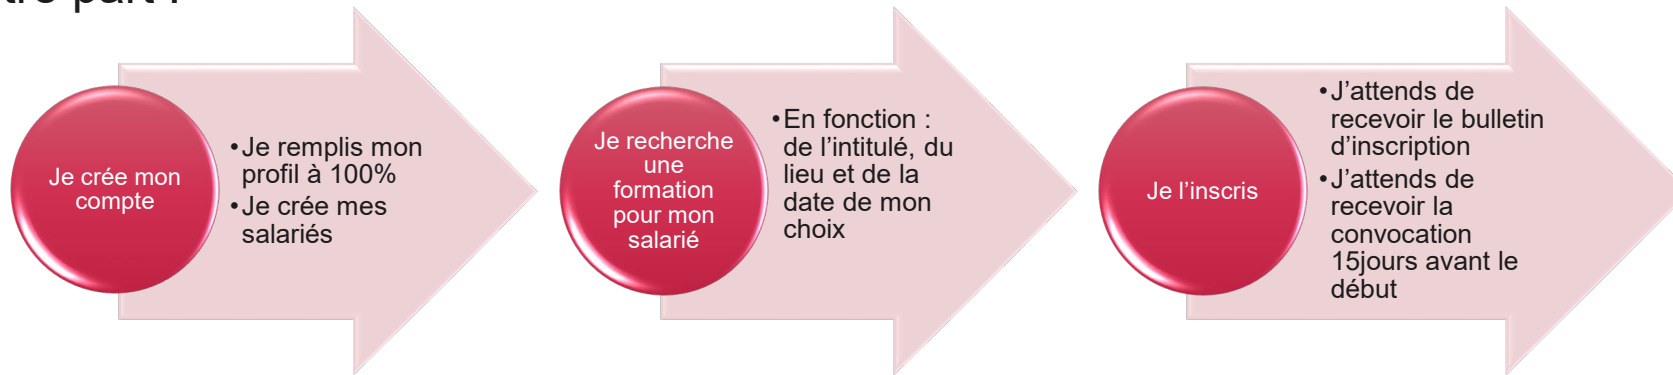 tre part :
Je crée mon
compte
•Je remplis mon
profil à 100%
•Je crée mes
salariés
Je recherche
une
formation
pour mon
salarié
•En fonction :
de l’intitulé, du
lieu et de la
date de mon
choix
Je l’inscris
•J’attends de
recevoir le bulletin
d’inscription
•J’attends de
recevoir la
convocation
15jours avant le
début